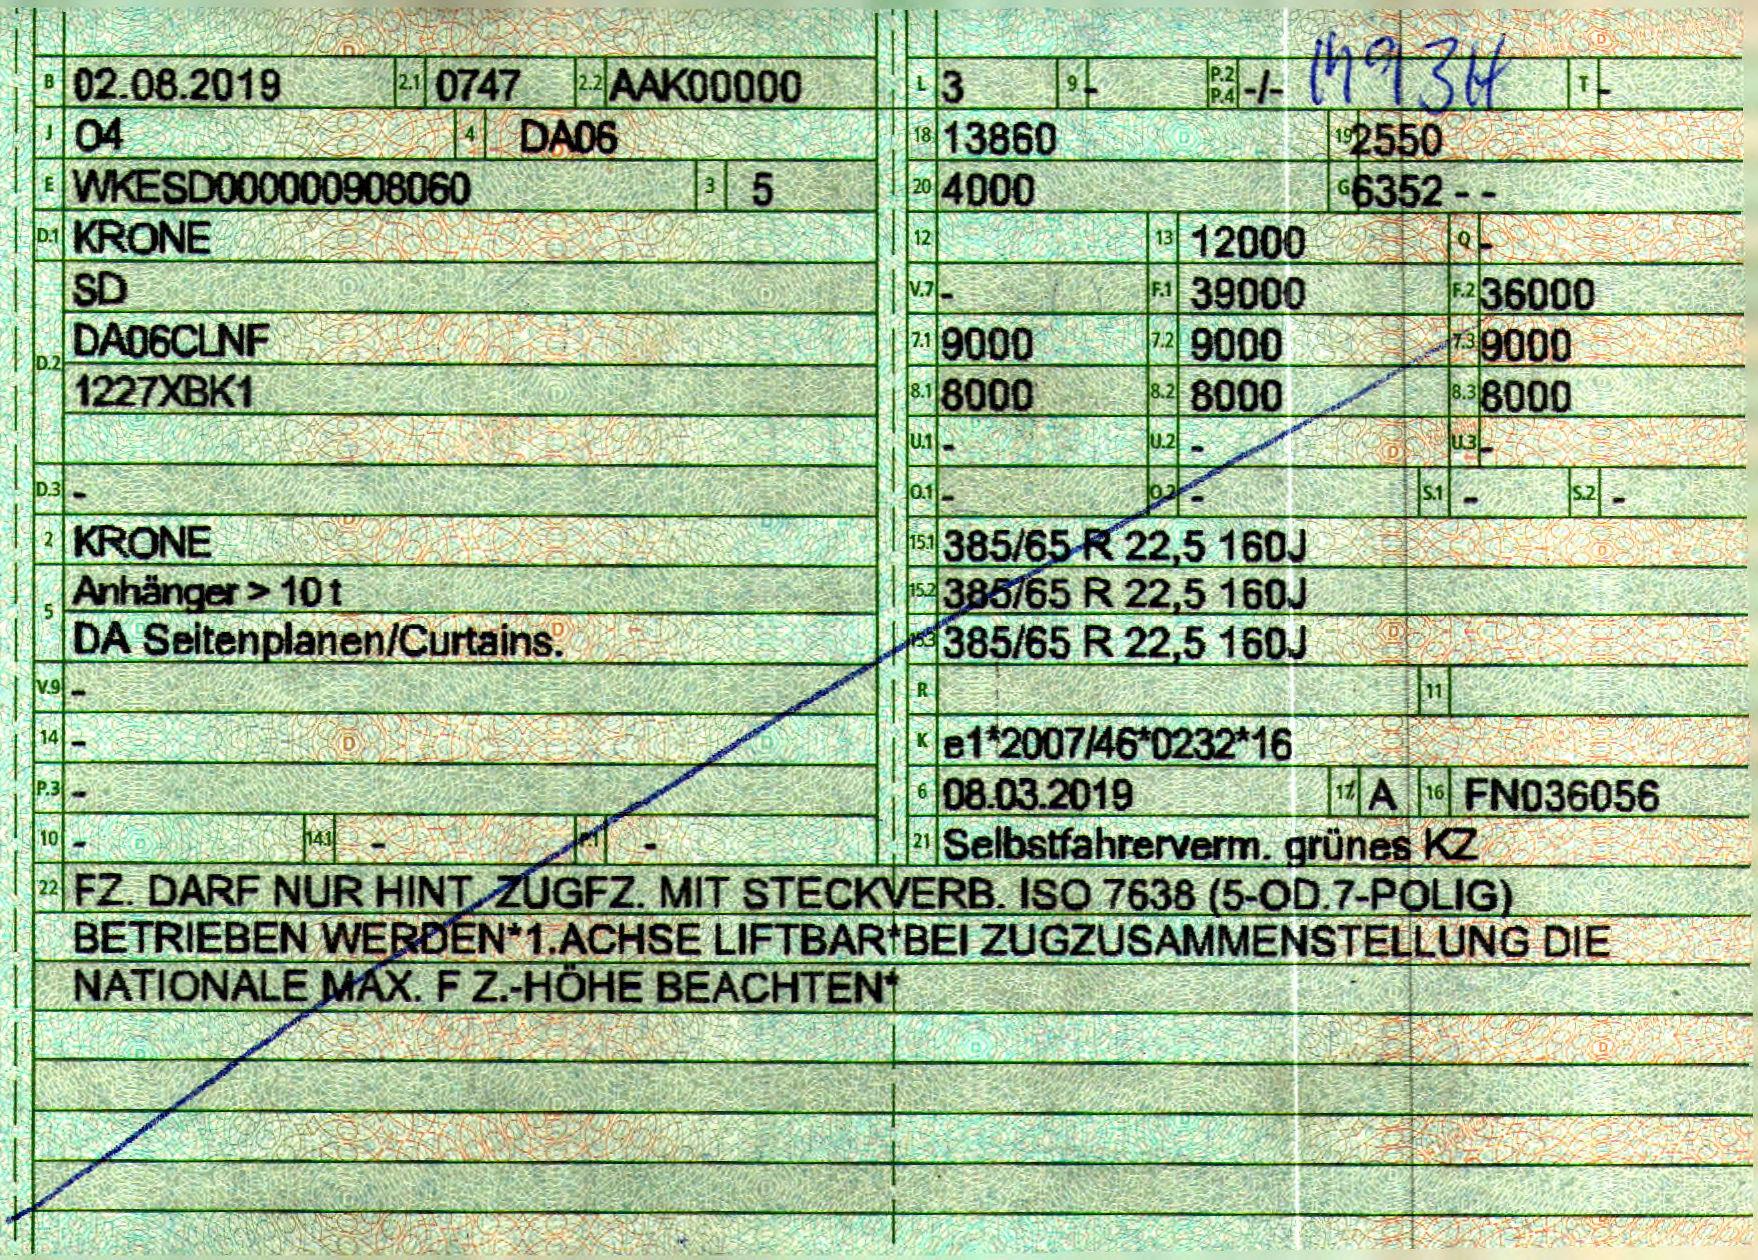 B 02.08.2019 2.1 0747 2.2 AAK00000
J O4 4 DA06
E WKESD000000908060 3 5
D.1 KRONE
SD
D.2 DA06CLNF
1227XBK1
D.3 -
2 KRONE
5 Anhänger > 10 t
DA Seitenplanen/Curtains.
V.9 -
14 -
P.3 -
10 - 14.1 - P.1 -
L 3 9 - P.2 P.4 -/- T -
18 13860 19 2550
20 4000 G 6352 - -
12 13 12000 Q -
V.7 - F.1 39000 F.2 36000
7.1 9000 7.2 9000 7.3 9000
8.1 8000 8.2 8000 8.3 8000
U.1 - U.2 - U.3 -
O.1 - O.2 - S.1 - S.2 -
15.1 385/65 R 22,5 160J
15.2 385/65 R 22,5 160J
15.3 385/65 R 22,5 160J
R 11
K e1*2007/46*0232*16
6 08.03.2019 17 A 16 FN036056
21 Selbstfahrerverm. grünes KZ
22 FZ. DARF NUR HINT. ZUGFZ. MIT STECKVERB. ISO 7638 (5-OD.7-POLIG)
BETRIEBEN WERDEN*1.ACHSE LIFTBAR*BEI ZUGZUSAMMENSTELLUNG DIE
NATIONALE MAX. F Z.-HÖHE BEACHTEN*